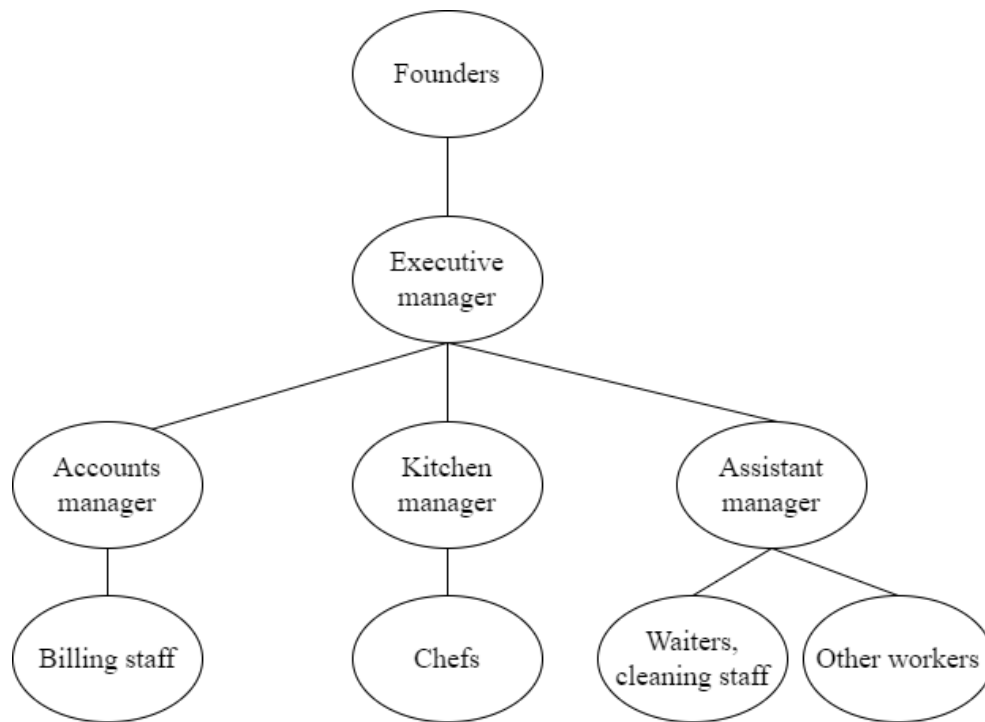 Founders
Executive
manager
Accounts
manager
Kitchen
manager
Assistant
manager
Billing staff
Chefs
Waiters,
cleaning staff
Other workers